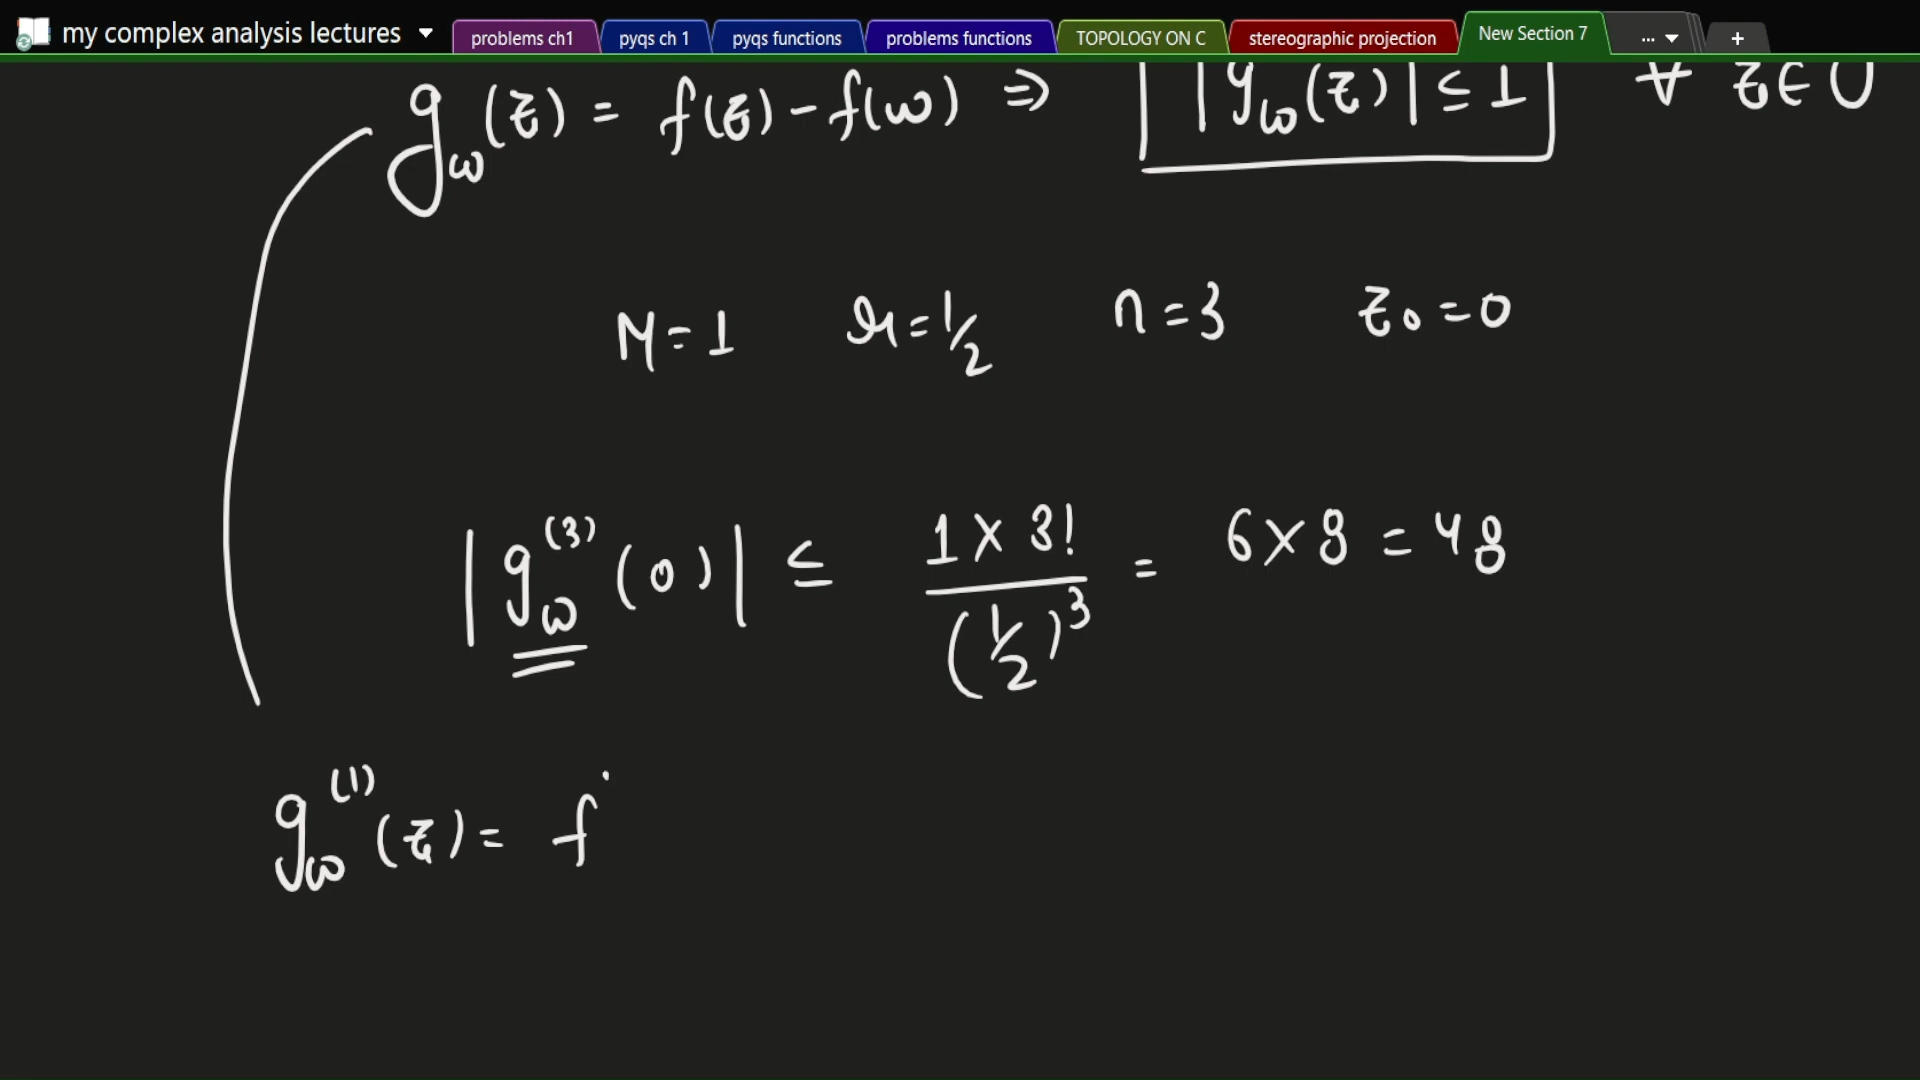 my complex analysis lectures problems ch1 pyqs ch 1 pyqs functions problems functions TOPOLOGY ON C stereographic projection New Section 7 ... +
g_ω(z) = f(z) - f(ω) ⇒ |g_ω(z)| ≤ 1 ∀ z ∈ U
M = 1 r = 1/2 n = 3 z₀ = 0
|g_ω^(3)(0)| ≤ (1 × 3!)/(1/2)^3 = 6 × 8 = 48
g_ω^(1)(z) = f